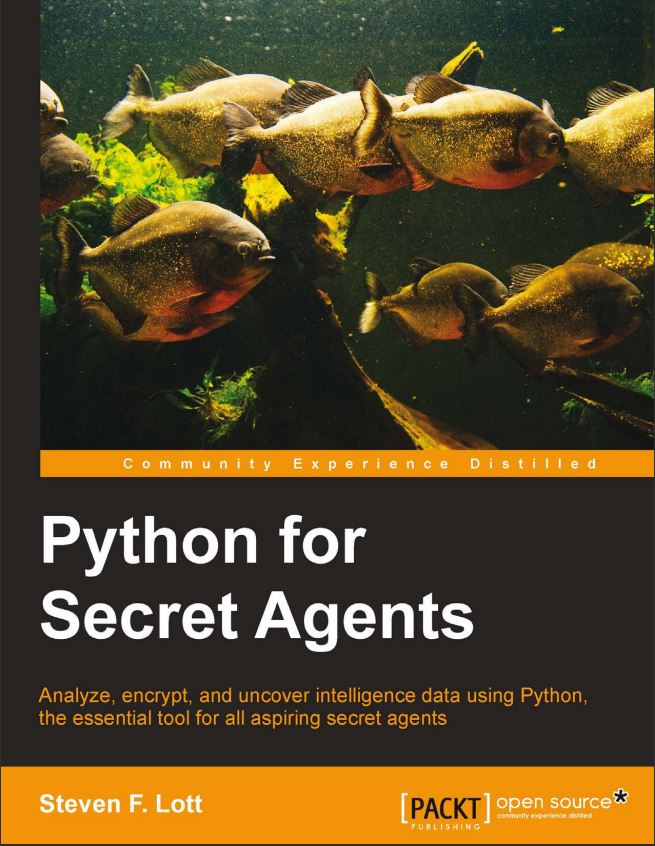 Community Experience Distilled
Python for
Secret Agents
Analyze, encrypt, and uncover intelligence data using Python,
the essential tool for all aspiring secret agents
Steven F. Lott
[PACKT] open source*
PUBLISHING community experience distilled